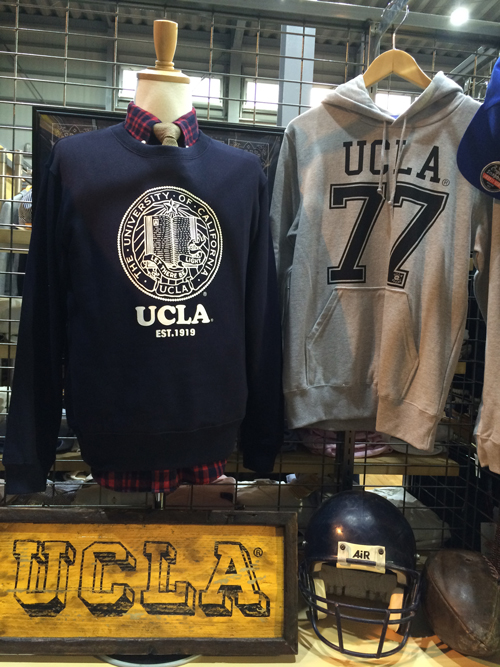 THE UNIVERSITY OF CALIFORNIA
LET THERE BE LIGHT
UCLA
UCLA®
EST.1919
UCLA®
77
UCLA®
AiR